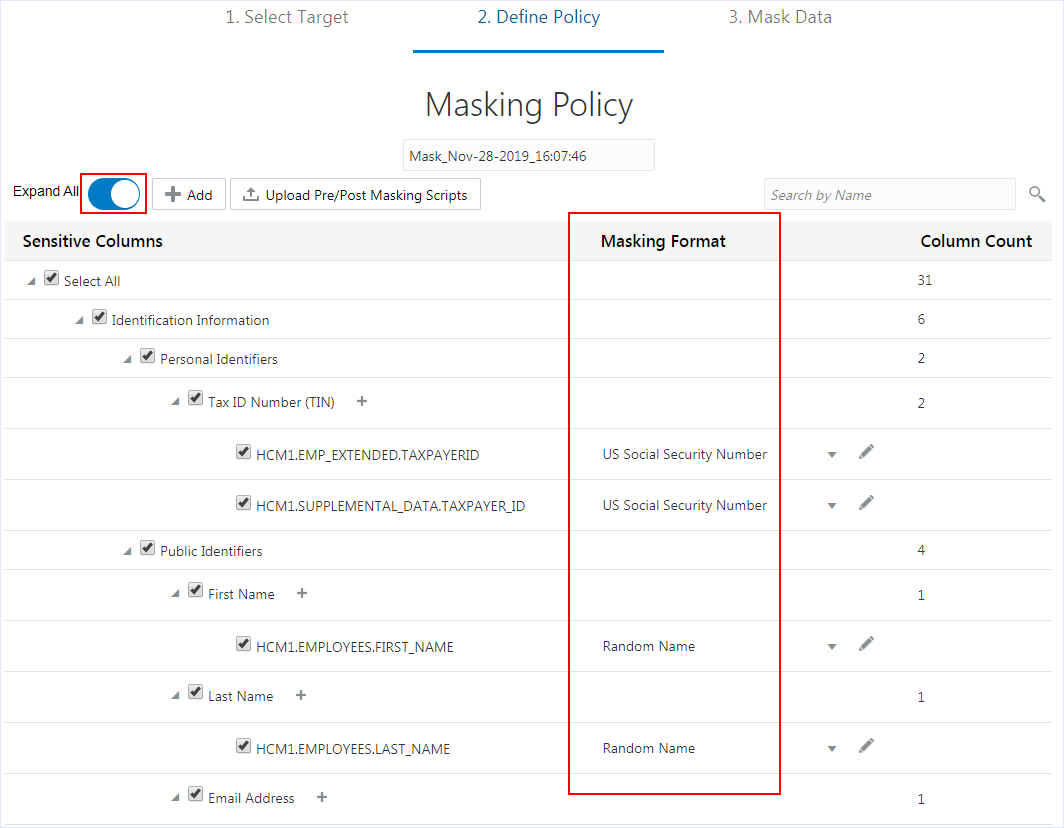 1. Select Target 2. Define Policy 3. Mask Data
Masking Policy
Mask_Nov-28-2019_16:07:46
Expand All Add Upload Pre/Post Masking Scripts Search by Name
Sensitive Columns Masking Format Column Count
Select All 31
Identification Information 6
Personal Identifiers 2
Tax ID Number (TIN) + 2
HCM1.EMP_EXTENDED.TAXPAYERID US Social Security Number
HCM1.SUPPLEMENTAL_DATA.TAXPAYER_ID US Social Security Number
Public Identifiers 4
First Name + 1
HCM1.EMPLOYEES.FIRST_NAME Random Name
Last Name + 1
HCM1.EMPLOYEES.LAST_NAME Random Name
Email Address + 1